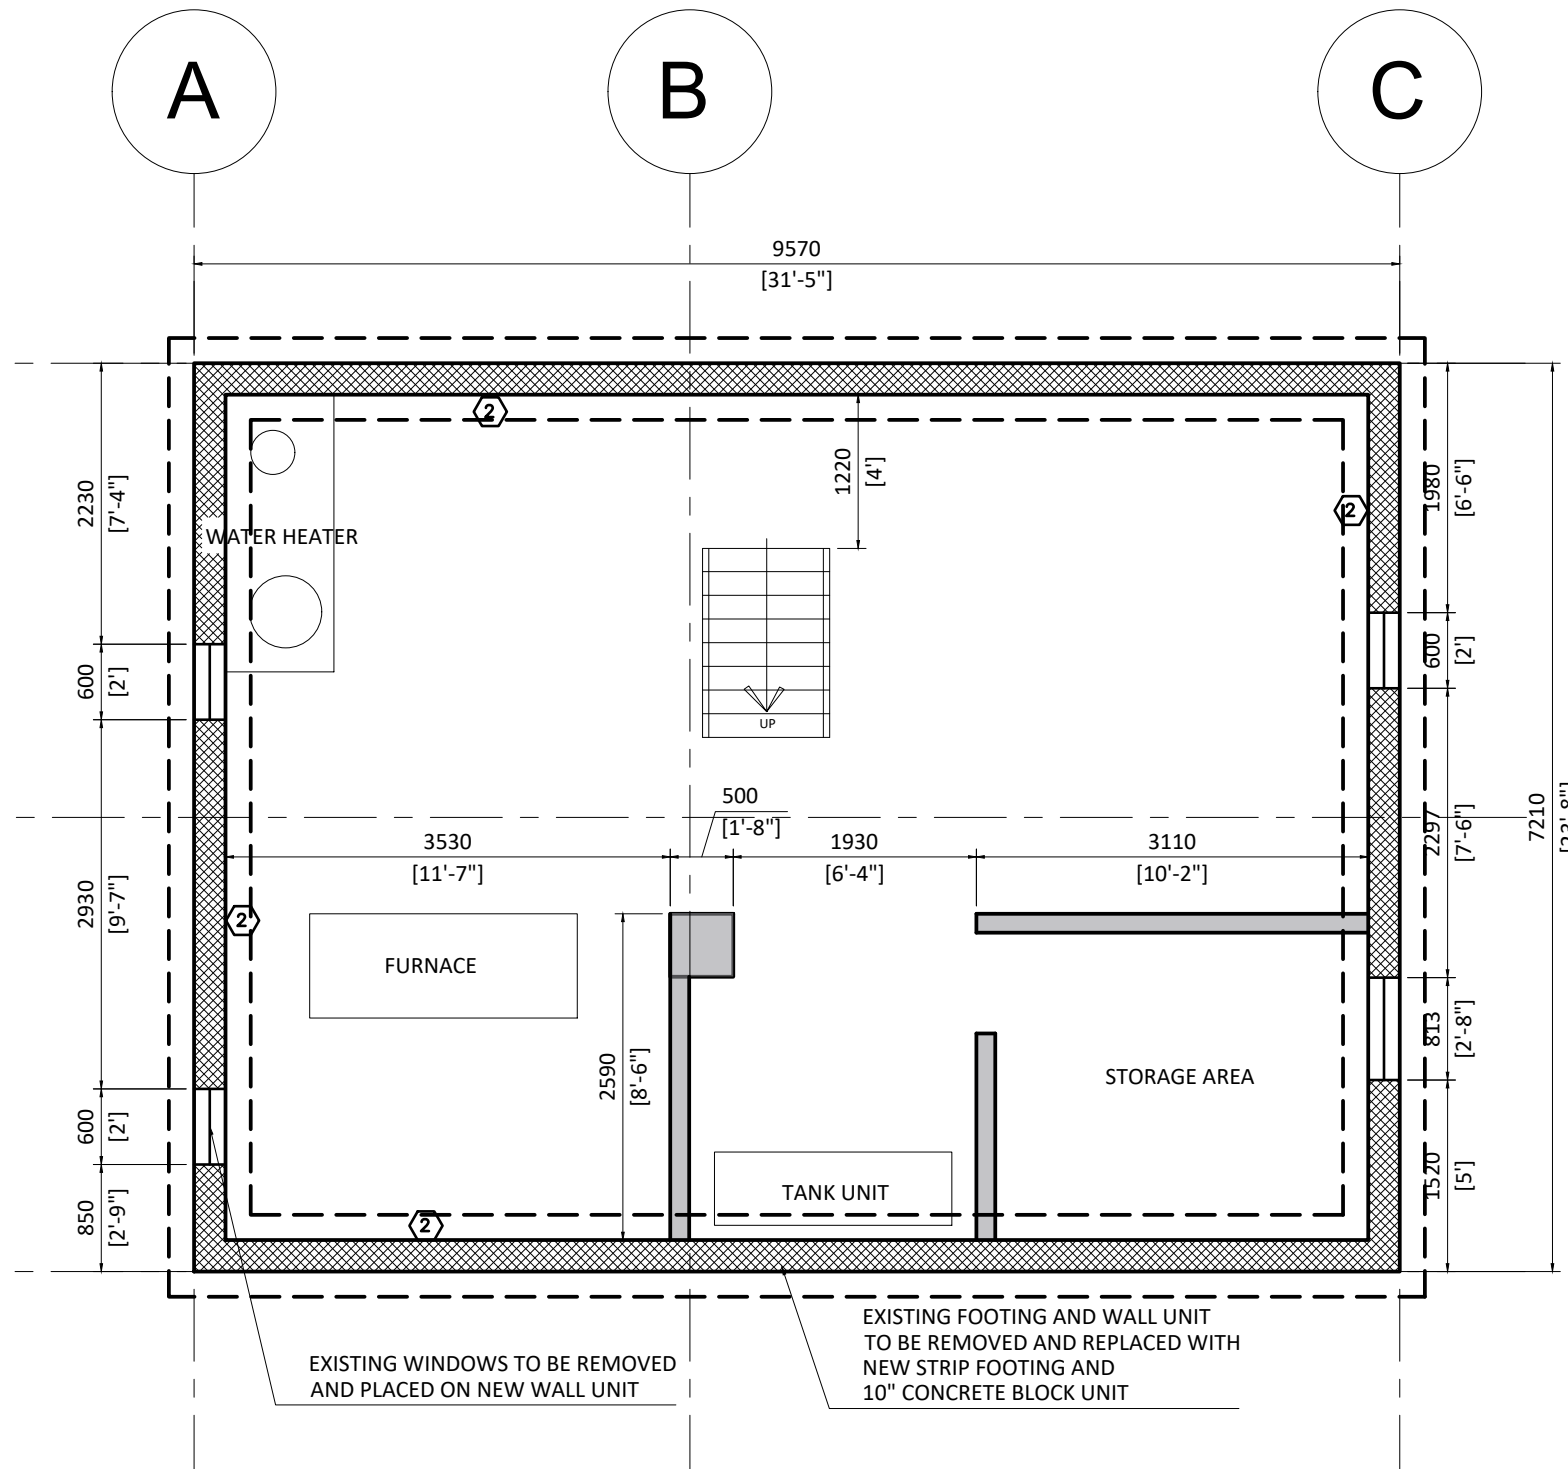 A
B
C
9570
[31'-5"]
2
1220
[4']
2230
[7'-4"]
1980
[6'-6"]
2
WATER HEATER
600
[2']
600
[2']
UP
500
[1'-8"]
2297
[7'-6"]
7210
3530
[11'-7"]
1930
[6'-4"]
3110
[10'-2"]
2930
[9'-7"]
2
FURNACE
2590
[8'-6"]
813
[2'-8"]
STORAGE AREA
600
[2']
TANK UNIT
850
[2'-9"]
2
1520
[5']
EXISTING WINDOWS TO BE REMOVED
AND PLACED ON NEW WALL UNIT
EXISTING FOOTING AND WALL UNIT
TO BE REMOVED AND REPLACED WITH
NEW STRIP FOOTING AND
10" CONCRETE BLOCK UNIT